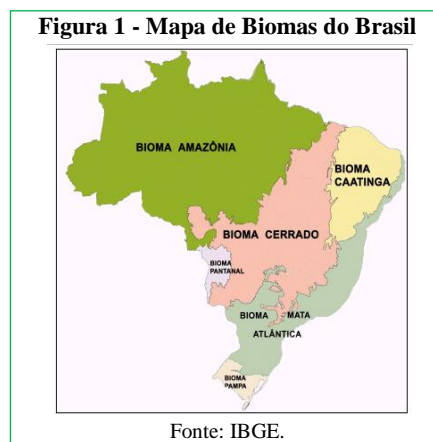 Figura 1 - Mapa de Biomas do Brasil
BIOMA AMAZÔNIA
BIOMA
CAATINGA
BIOMA CERRADO
BIOMA
PANTANAL
BIOMA MATA
ATLÂNTICA
BIOMA
PAMPA
Fonte: IBGE.